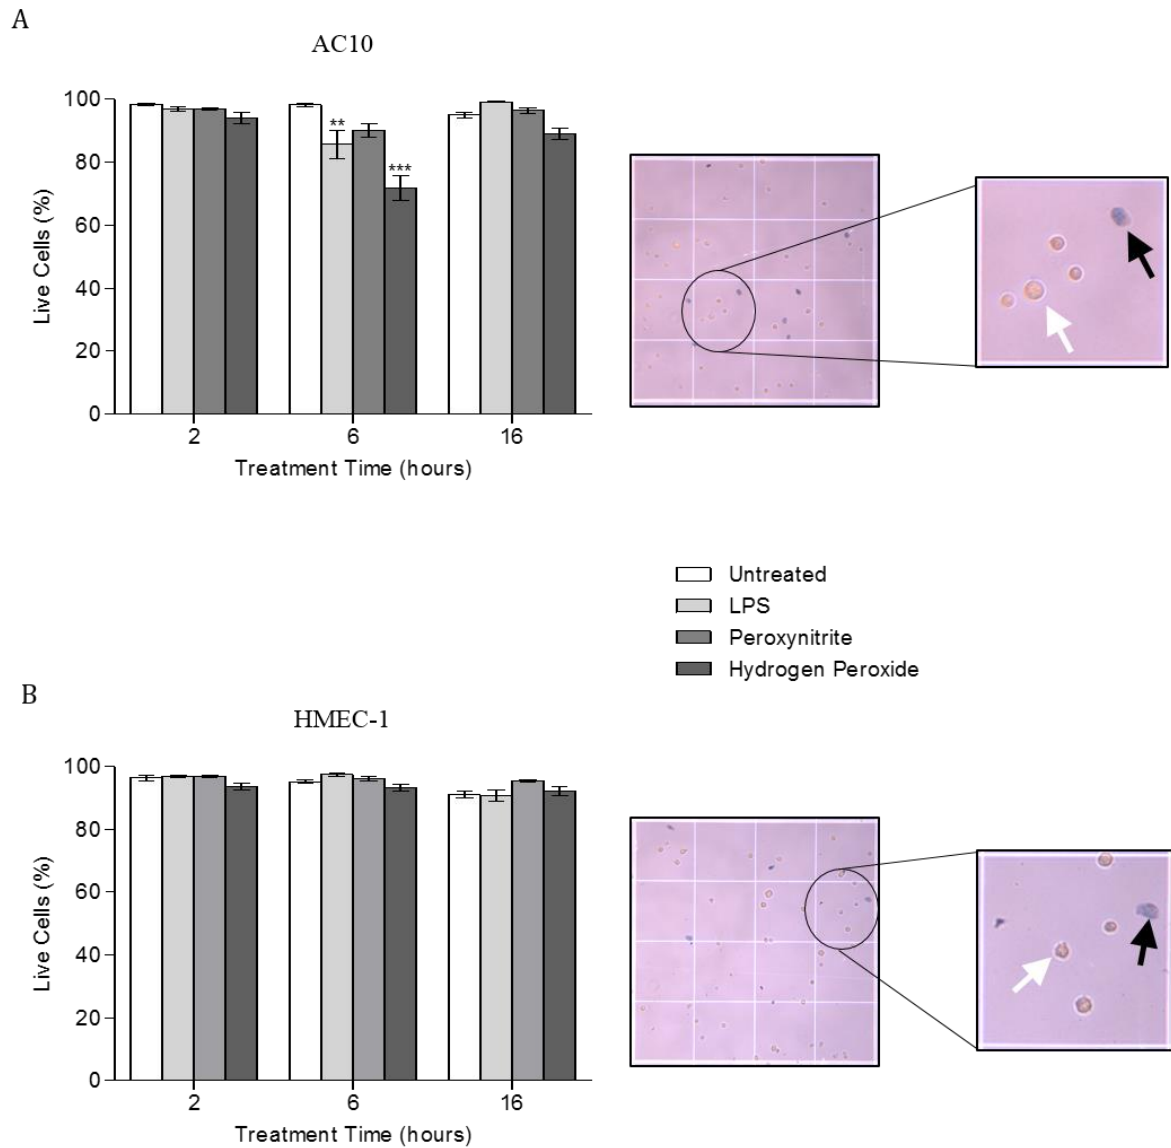 A
AC10
Live Cells (%)
100
80
60
40
20
0
**
***
2 6 16
Treatment Time (hours)
Untreated
LPS
Peroxynitrite
Hydrogen Peroxide
B
HMEC-1
Live Cells (%)
100
80
60
40
20
0
2 6 16
Treatment Time (hours)